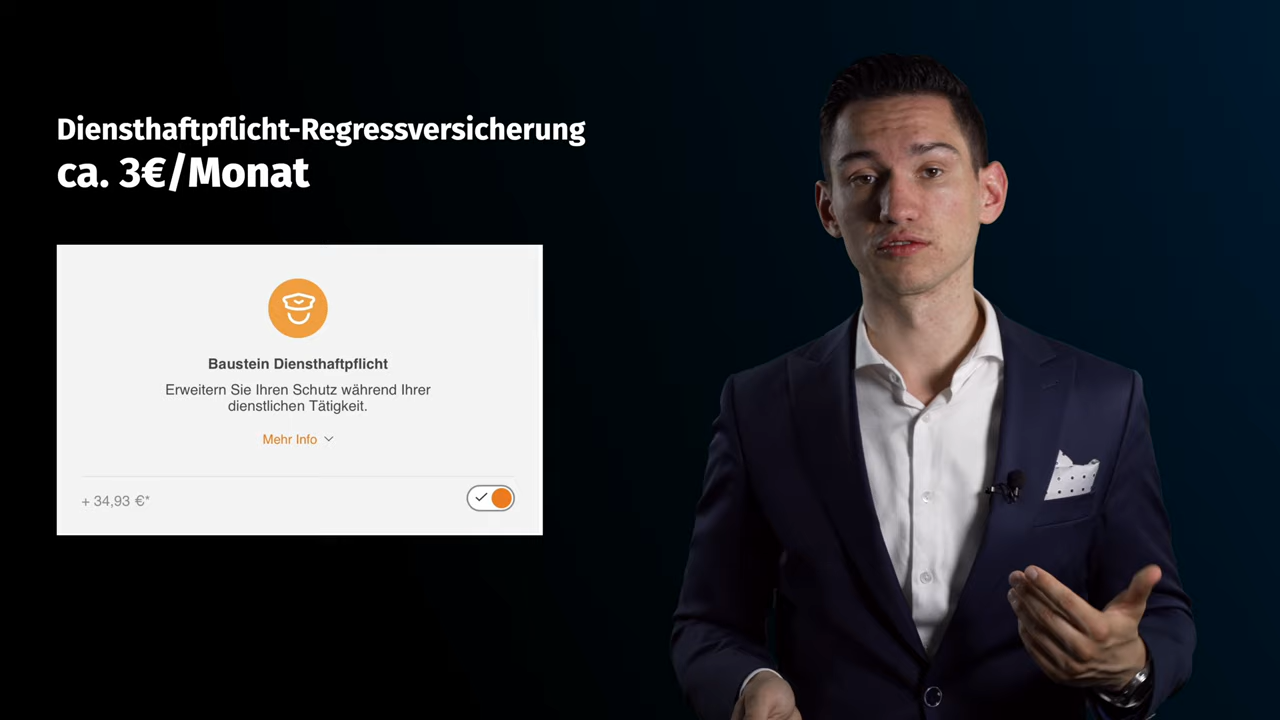 Diensthaftpflicht-Regressversicherung
ca. 3€/Monat
Baustein Diensthaftpflicht
Erweitern Sie Ihren Schutz während Ihrer
dienstlichen Tätigkeit.
Mehr Info
+ 34,93 €*